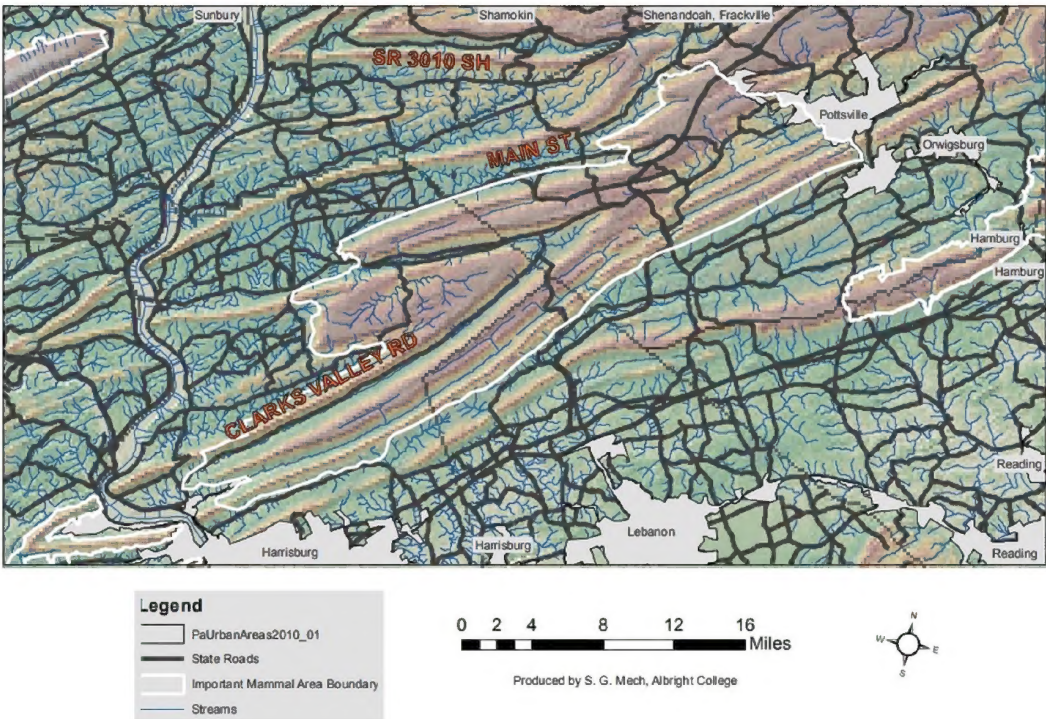 Sunbury
Shamokin
Shenandoah, Frackville
SR 3010 SH
Pottsville
MAIN ST
Orwigsburg
Hamburg
Hamburg
CLARKS VALLEY RD
Reading
Lebanon
Harrisburg
Harrisburg
Reading
Legend
PaUrbanAreas2010_01
State Roads
Important Mammal Area Boundary
Streams
0 2 4 8 12 16
Miles
Produced by S. G. Mech, Albright College
N
W
E
S